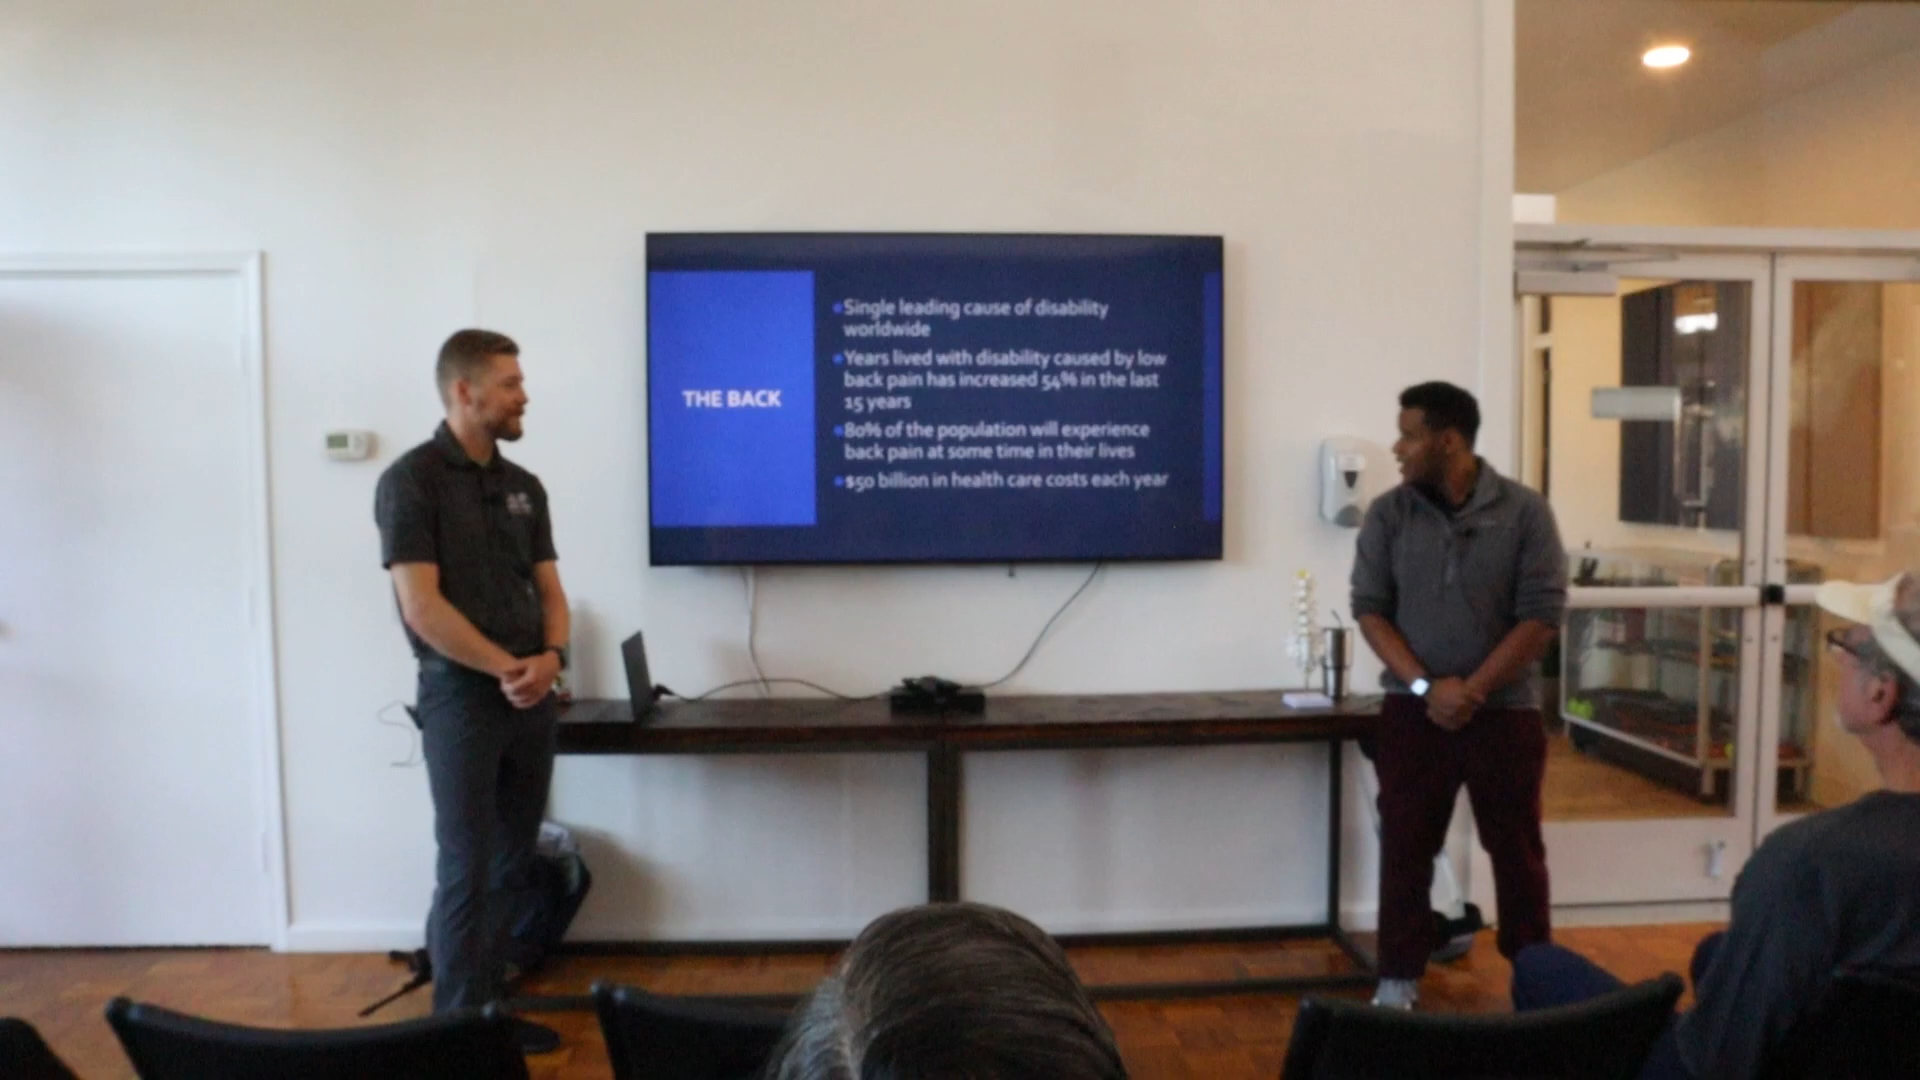 THE BACK
•Single leading cause of disability
worldwide
•Years lived with disability caused by low
back pain has increased 54% in the last
15 years
•80% of the population will experience
back pain at some time in their lives
•$50 billion in health care costs each year